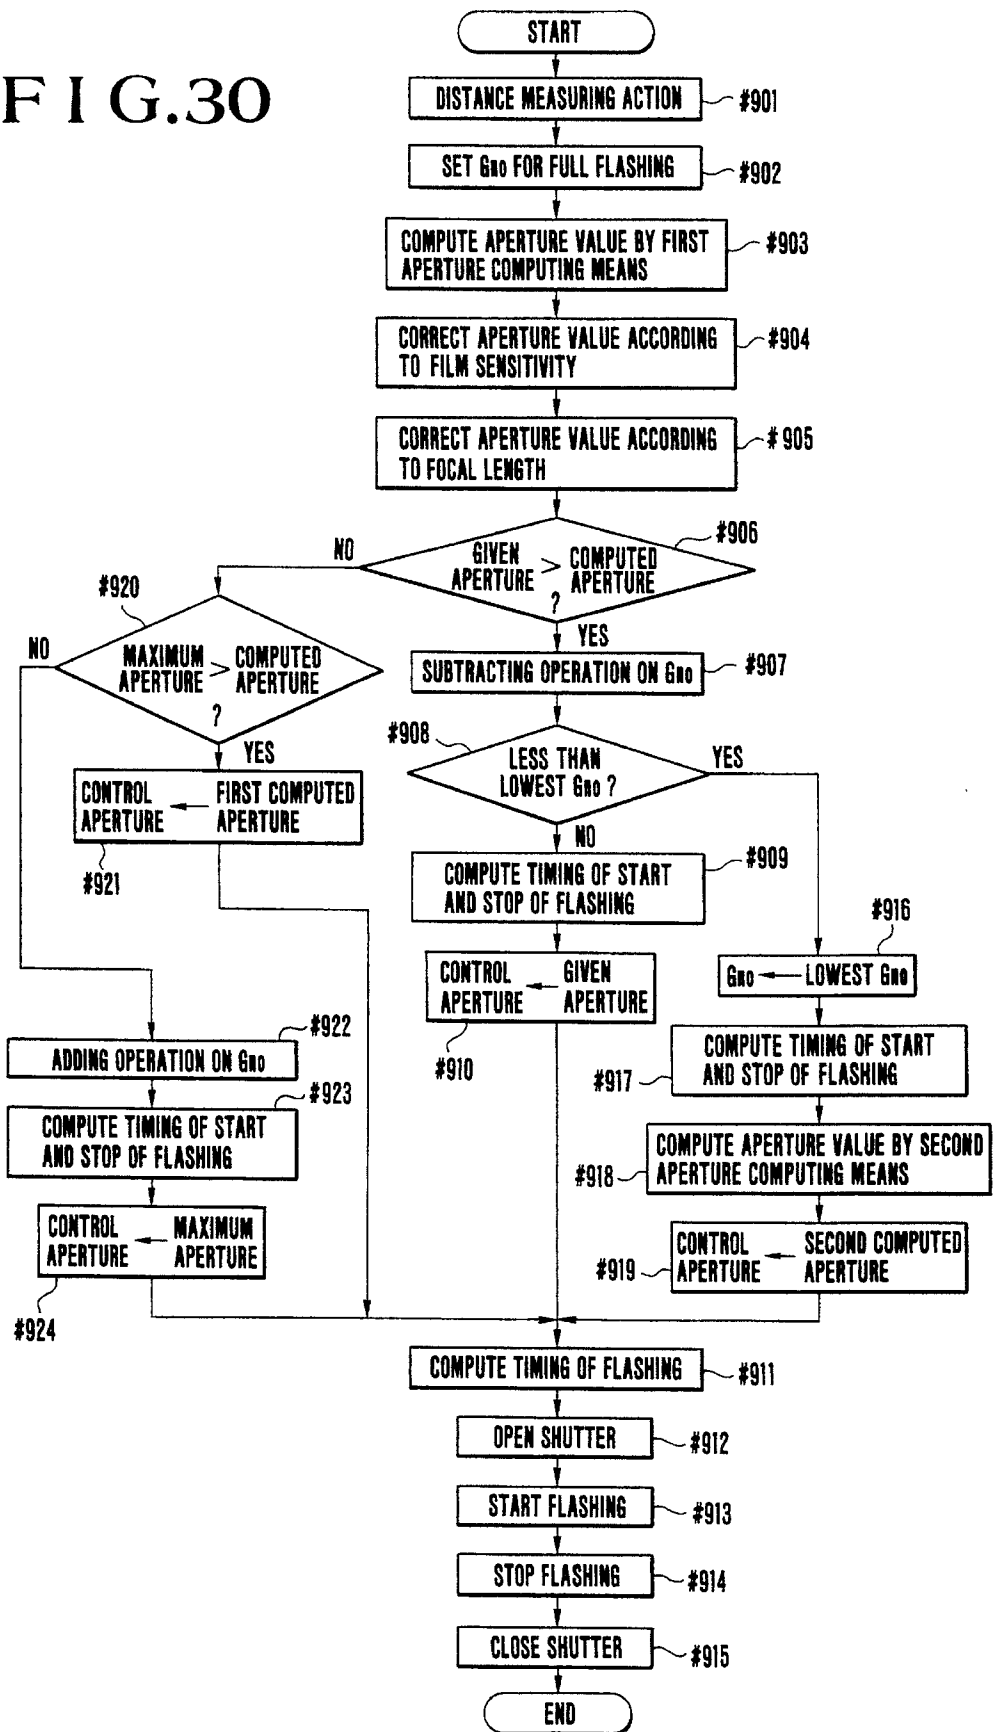 FIG.30
START
DISTANCE MEASURING ACTION
#901
SET GNO FOR FULL FLASHING
#902
COMPUTE APERTURE VALUE BY FIRST
APERTURE COMPUTING MEANS
#903
CORRECT APERTURE VALUE ACCORDING
TO FILM SENSITIVITY
#904
CORRECT APERTURE VALUE ACCORDING
TO FOCAL LENGTH
#905
GIVEN APERTURE > COMPUTED APERTURE
?
#906
NO
YES
#920
MAXIMUM APERTURE > COMPUTED APERTURE
?
NO
YES
CONTROL APERTURE ← FIRST COMPUTED APERTURE
#921
SUBTRACTING OPERATION ON GNO
#907
#908
LESS THAN
LOWEST GNO ?
YES
NO
COMPUTE TIMING OF START
AND STOP OF FLASHING
#909
CONTROL APERTURE ← GIVEN APERTURE
#910
#916
GNO ← LOWEST GNO
COMPUTE TIMING OF START
AND STOP OF FLASHING
#917
COMPUTE APERTURE VALUE BY SECOND
APERTURE COMPUTING MEANS
#918
CONTROL APERTURE ← SECOND COMPUTED APERTURE
#919
#922
ADDING OPERATION ON GNO
#923
COMPUTE TIMING OF START
AND STOP OF FLASHING
CONTROL APERTURE ← MAXIMUM APERTURE
#924
COMPUTE TIMING OF FLASHING
#911
OPEN SHUTTER
#912
START FLASHING
#913
STOP FLASHING
#914
CLOSE SHUTTER
#915
END